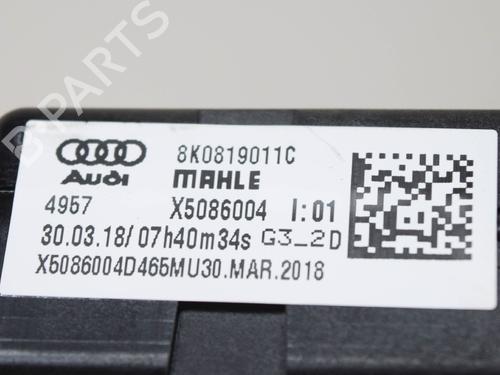 B PARTS
8K0819011C
Audi MAHLE
4957 X5086004 I:01
30.03.18/07h40m34s G3_2D
X5086004D465MU30.MAR.2018